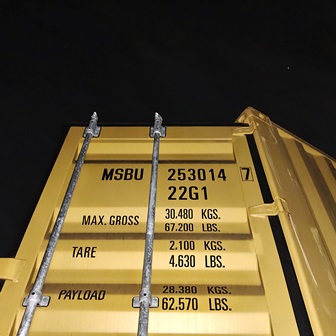 MSBU 253014 7
22G1
MAX. GROSS 30.480 KGS.
67.200 LBS.
TARE 2.100 KGS.
4.630 LBS.
PAYLOAD 28.380 KGS.
62.570 LBS.